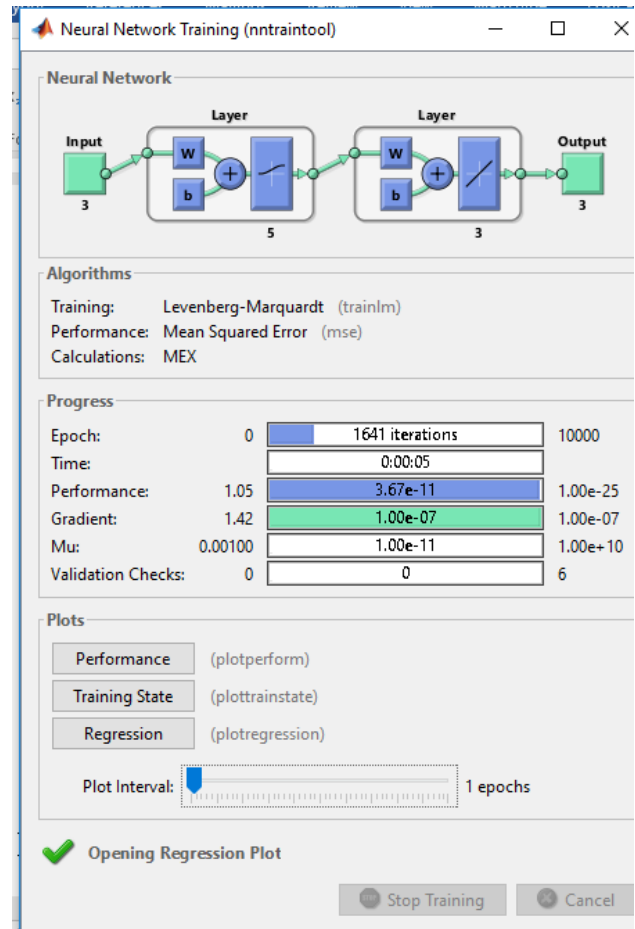 Neural Network Training (nntraintool)
Neural Network
Layer Layer
Input W b W b Output
3 5 3 3
Algorithms
Training: Levenberg-Marquardt (trainlm)
Performance: Mean Squared Error (mse)
Calculations: MEX
Progress
Epoch: 0 1641 iterations 10000
Time: 0:00:05
Performance: 1.05 3.67e-11 1.00e-25
Gradient: 1.42 1.00e-07 1.00e-07
Mu: 0.00100 1.00e-11 1.00e+10
Validation Checks: 0 0 6
Plots
Performance (plotperform)
Training State (plottrainstate)
Regression (plotregression)
Plot Interval: 1 epochs
Opening Regression Plot
Stop Training Cancel